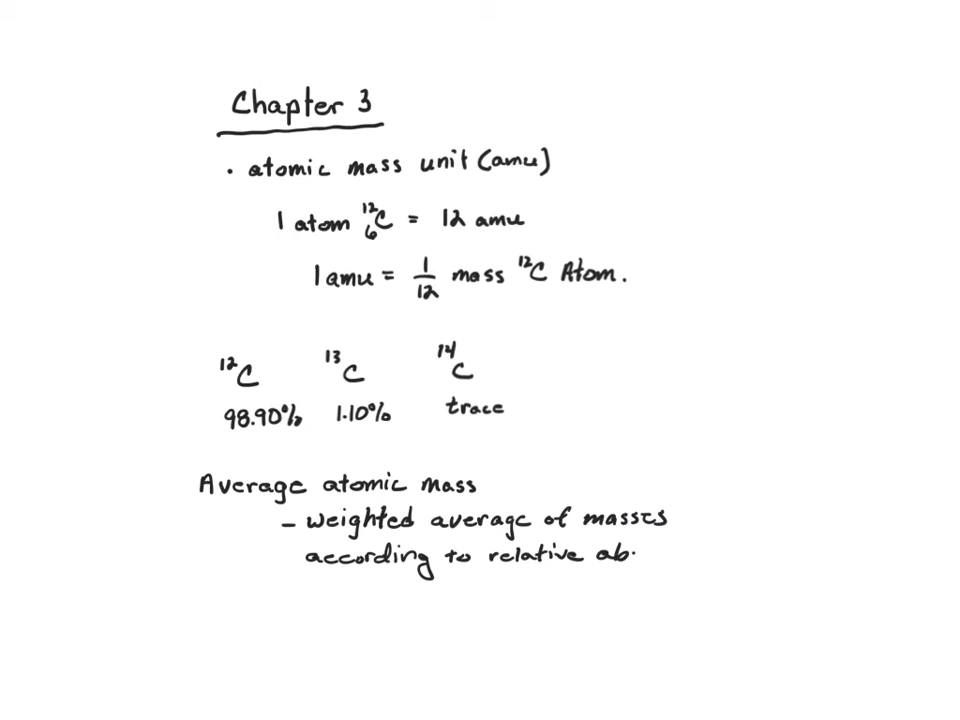 Chapter 3
· atomic mass unit (amu)
1 atom ¹²₆C = 12 amu
1 amu = 1/12 mass ¹²C Atom.
¹²C ¹³C ¹⁴C
98.90% 1.10% trace
Average atomic mass
- weighted average of masses
according to relative ab.